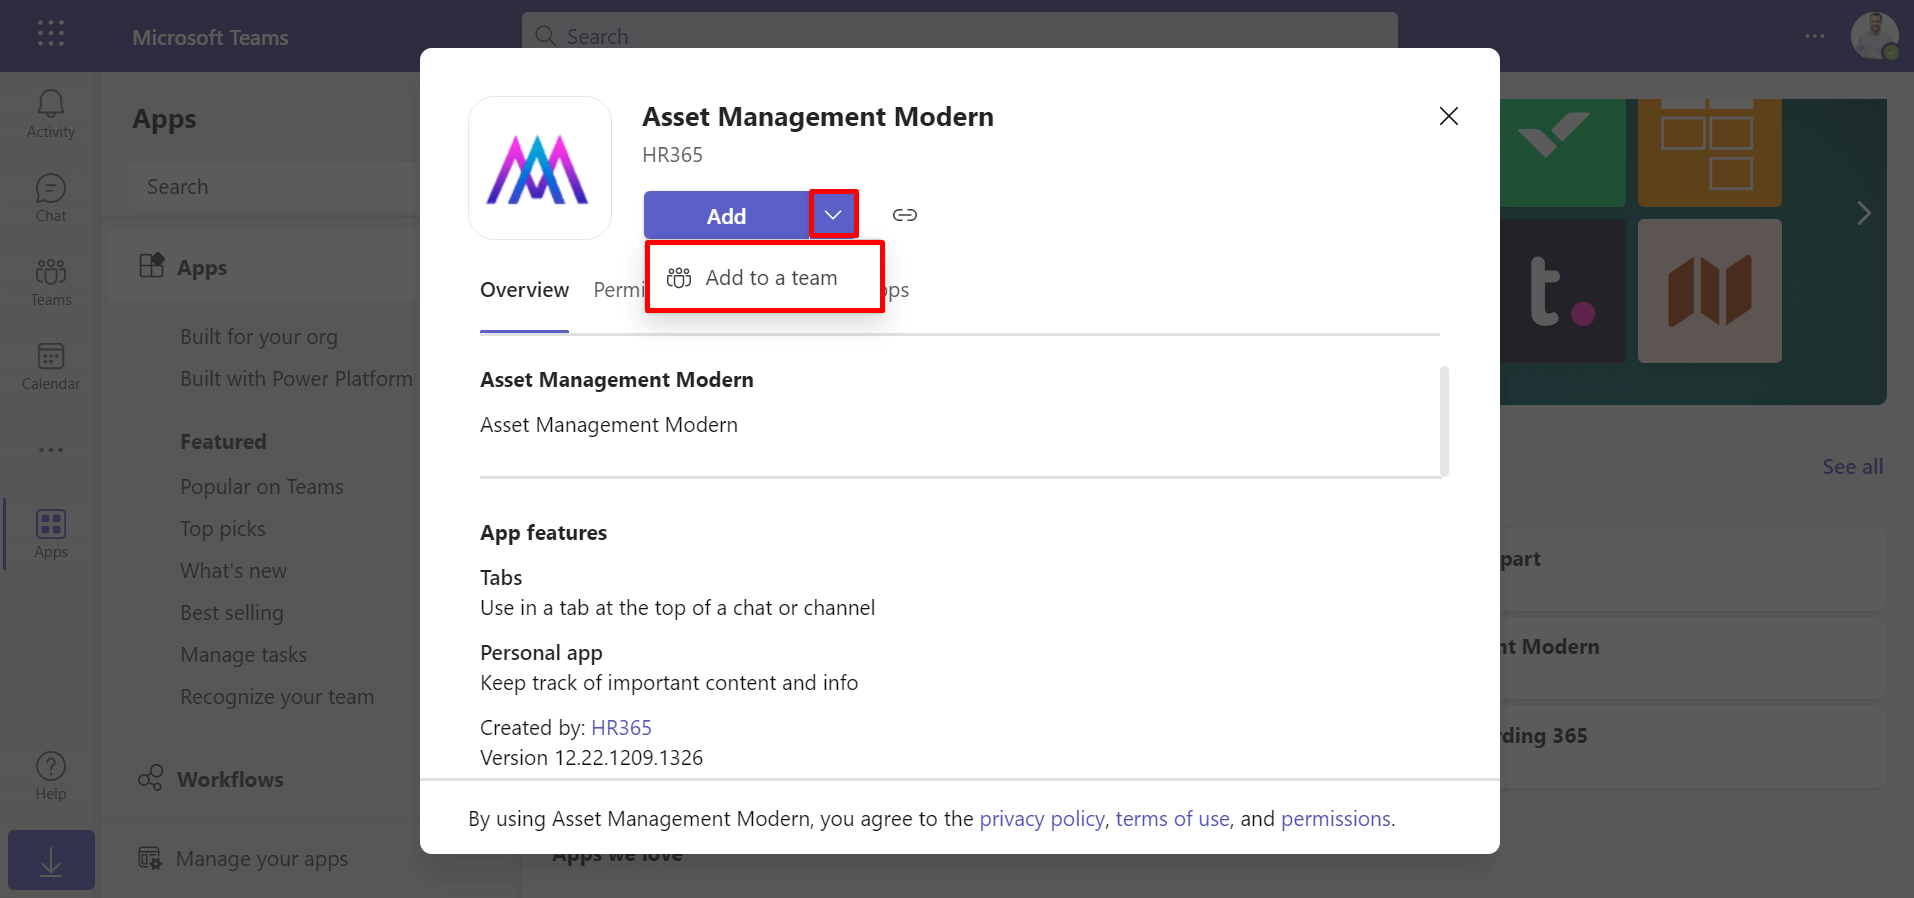 Microsoft Teams
Search
Activity
Chat
Teams
Calendar
Apps
Help
Apps
Search
Apps
Built for your org
Built with Power Platform
Featured
Popular on Teams
Top picks
What's new
Best selling
Manage tasks
Recognize your team
Workflows
Manage your apps
Asset Management Modern
HR365
Add
Add to a team
Overview
Permi
ps
Asset Management Modern
Asset Management Modern
App features
Tabs
Use in a tab at the top of a chat or channel
Personal app
Keep track of important content and info
Created by: HR365
Version 12.22.1209.1326
By using Asset Management Modern, you agree to the privacy policy, terms of use, and permissions.
t.
See all
part
nt Modern
rding 365
Apps we love